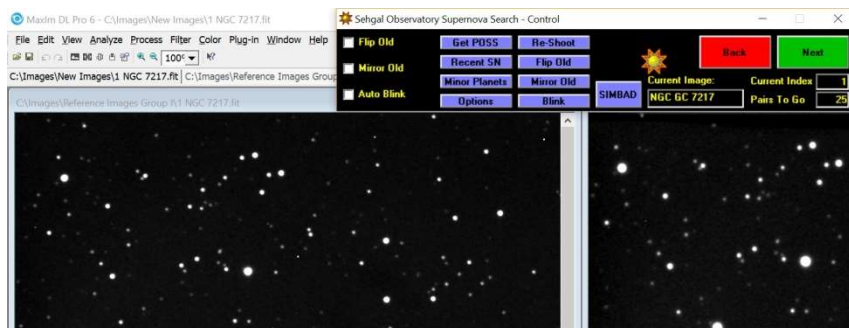 MaxIm DL Pro 6 - C:\Images\New Images\1 NGC 7217.fit
File Edit View Analyze Process Filter Color Plug-in Window Help
100%
C:\Images\New Images\1 NGC 7217.fit C:\Images\Reference Images Group
C:\Images\Reference Images Group I\1 NGC 7217.fit
Sehgal Observatory Supernova Search - Control
Flip Old
Mirror Old
Auto Blink
Get POSS Re-Shoot
Recent SN Flip Old
Minor Planets Mirror Old
Options Blink
SIMBAD
Back Next
Current Image: Current Index 1
NGC GC 7217 Pairs To Go 25